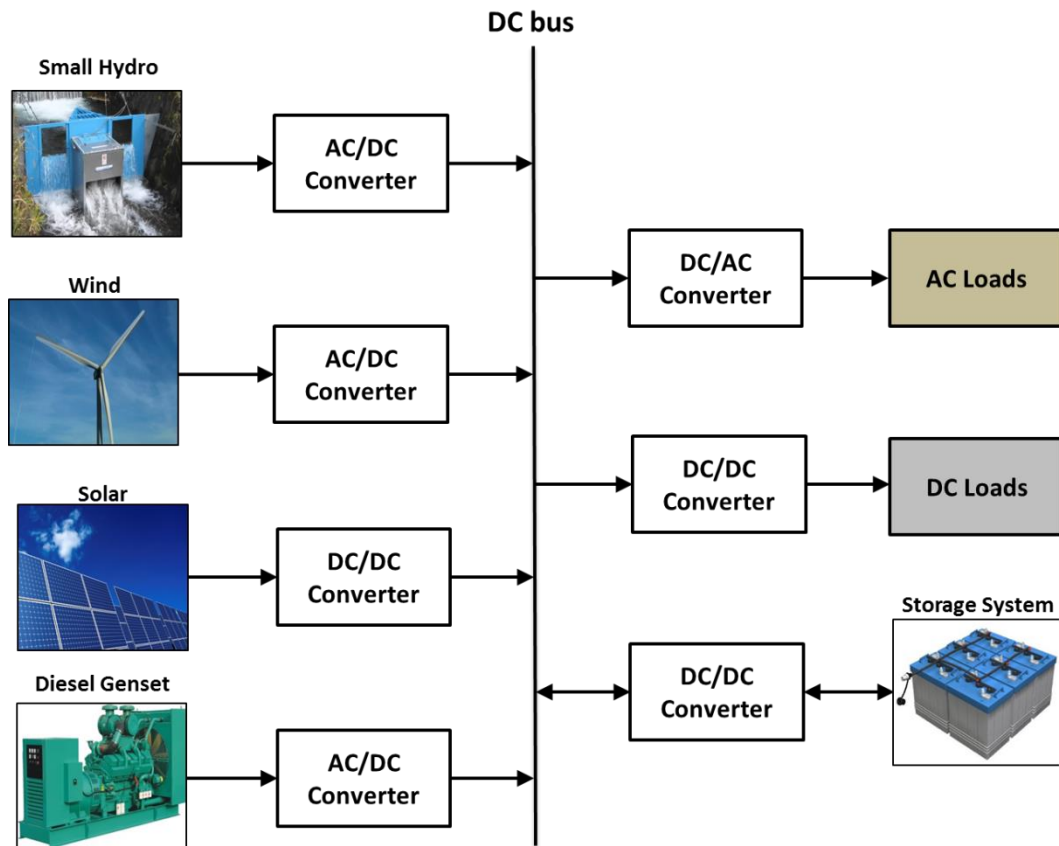 DC bus
Small Hydro
AC/DC
Converter
Wind
AC/DC
Converter
Solar
DC/DC
Converter
Diesel Genset
AC/DC
Converter
DC/AC
Converter
AC Loads
DC/DC
Converter
DC Loads
Storage System
DC/DC
Converter